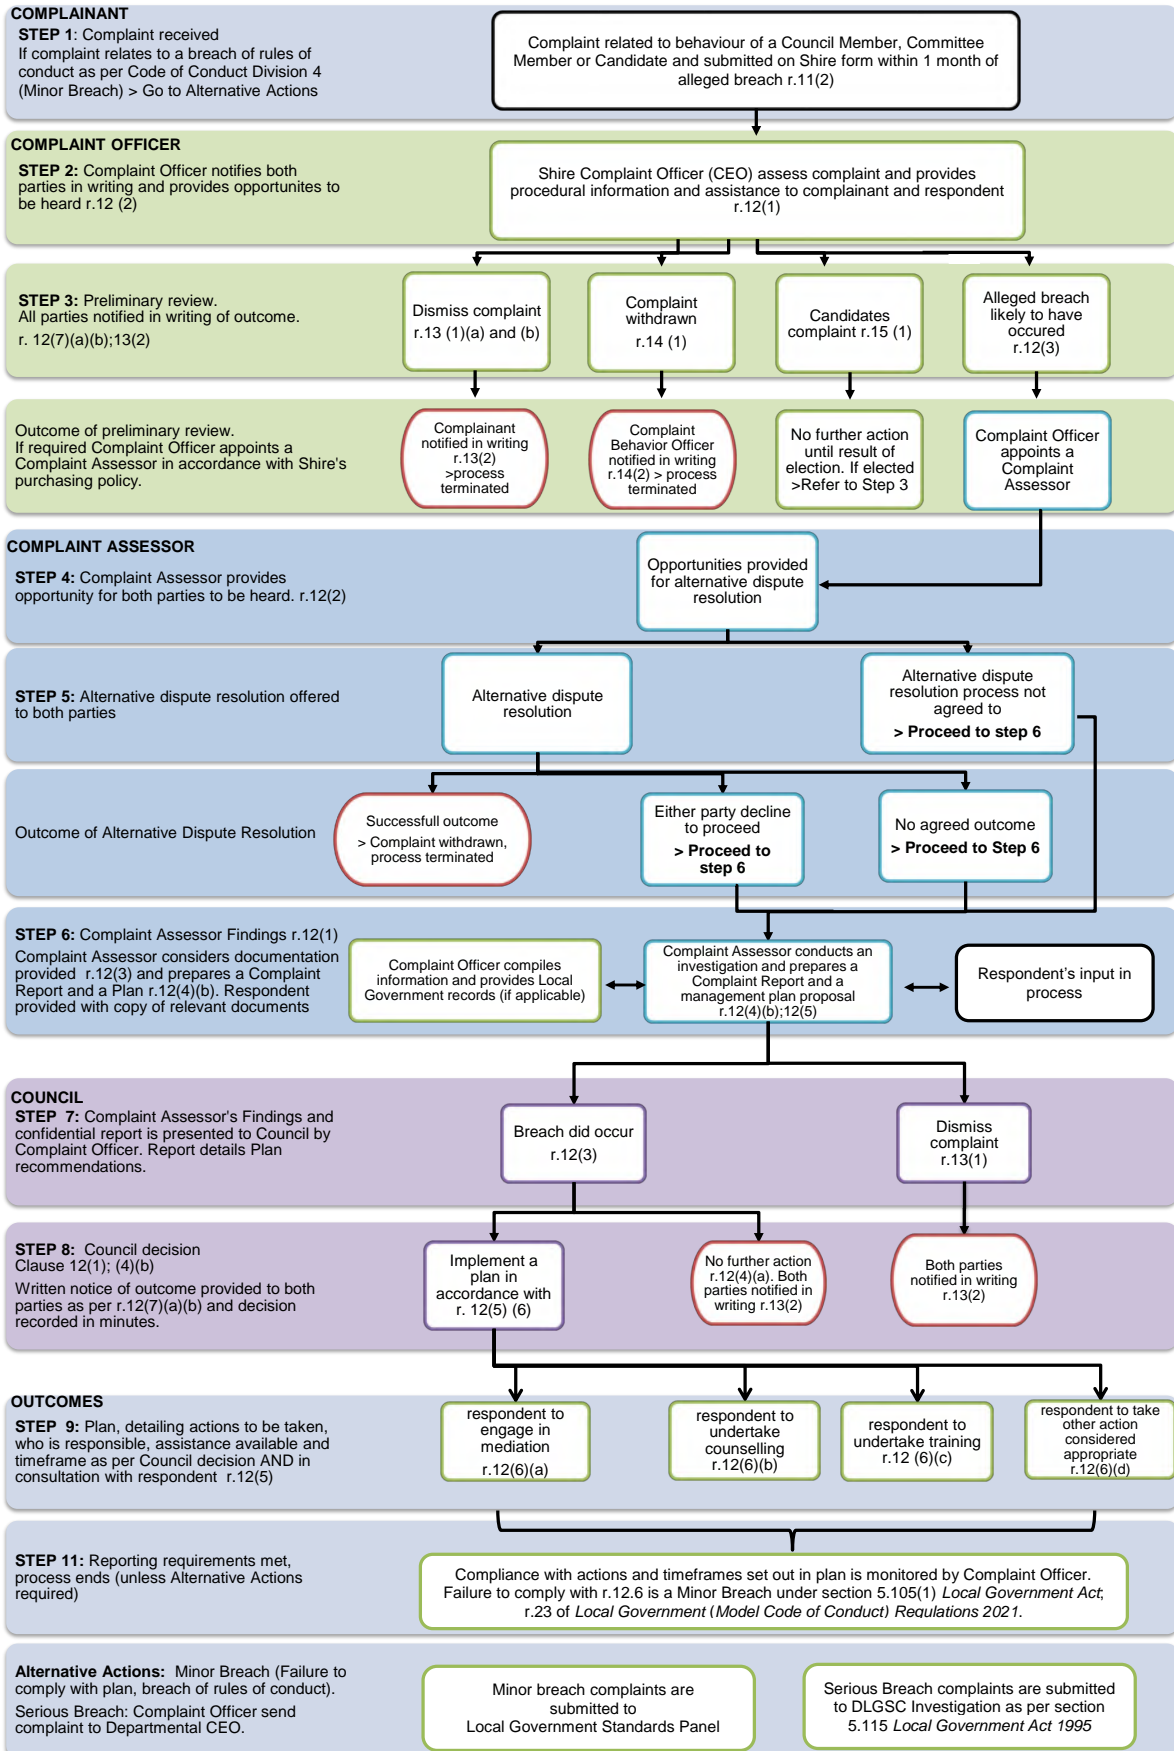 COMPLAINANT
STEP 1: Complaint received
If complaint relates to a breach of rules of
conduct as per Code of Conduct Division 4
(Minor Breach) > Go to Alternative Actions
Complaint related to behaviour of a Council Member, Committee
Member or Candidate and submitted on Shire form within 1 month of
alleged breach r.11(2)
COMPLAINT OFFICER
STEP 2: Complaint Officer notifies both
parties in writing and provides opportunites to
be heard r.12 (2)
Shire Complaint Officer (CEO) assess complaint and provides
procedural information and assistance to complainant and respondent
r.12(1)
STEP 3: Preliminary review.
All parties notified in writing of outcome.
r. 12(7)(a)(b);13(2)
Dismiss complaint
r.13 (1)(a) and (b)
Complaint
withdrawn
r.14 (1)
Candidates
complaint r.15 (1)
Alleged breach
likely to have
occured
r.12(3)
Outcome of preliminary review.
If required Complaint Officer appoints a
Complaint Assessor in accordance with Shire's
purchasing policy.
Complainant
notified in writing
r.13(2)
>process
terminated
Complaint
Behavior Officer
notified in writing
r.14(2) > process
terminated
No further action
until result of
election. If elected
>Refer to Step 3
Complaint Officer
appoints a
Complaint
Assessor
COMPLAINT ASSESSOR
STEP 4: Complaint Assessor provides
opportunity for both parties to be heard. r.12(2)
Opportunities provided
for alternative dispute
resolution
STEP 5: Alternative dispute resolution offered
to both parties
Alternative dispute
resolution
Alternative dispute
resolution process not
agreed to
> Proceed to step 6
Outcome of Alternative Dispute Resolution
Successfull outcome
> Complaint withdrawn,
process terminated
Either party decline
to proceed
> Proceed to
step 6
No agreed outcome
> Proceed to Step 6
STEP 6: Complaint Assessor Findings r.12(1)
Complaint Assessor considers documentation
provided r.12(3) and prepares a Complaint
Report and a Plan r.12(4)(b). Respondent
provided with copy of relevant documents
Complaint Officer compiles
information and provides Local
Government records (if applicable)
Complaint Assessor conducts an
investigation and prepares a
Complaint Report and a
management plan proposal
r.12(4)(b);12(5)
Respondent's input in
process
COUNCIL
STEP 7: Complaint Assessor's Findings and
confidential report is presented to Council by
Complaint Officer. Report details Plan
recommendations.
Breach did occur
r.12(3)
Dismiss
complaint
r.13(1)
STEP 8: Council decision
Clause 12(1); (4)(b)
Written notice of outcome provided to both
parties as per r.12(7)(a)(b) and decision
recorded in minutes.
Implement a
plan in
accordance with
r. 12(5) (6)
No further action
r.12(4)(a). Both
parties notified in
writing r.13(2)
Both parties
notified in writing
r.13(2)
OUTCOMES
STEP 9: Plan, detailing actions to be taken,
who is responsible, assistance available and
timeframe as per Council decision AND in
consultation with respondent r.12(5)
respondent to
engage in
mediation
r.12(6)(a)
respondent to
undertake
counselling
r.12(6)(b)
respondent to
undertake training
r.12 (6)(c)
respondent to take
other action
considered
appropriate
r.12(6)(d)
STEP 11: Reporting requirements met,
process ends (unless Alternative Actions
required)
Compliance with actions and timeframes set out in plan is monitored by Complaint Officer.
Failure to comply with r.12.6 is a Minor Breach under section 5.105(1) Local Government Act;
r.23 of Local Government (Model Code of Conduct) Regulations 2021.
Alternative Actions: Minor Breach (Failure to
comply with plan, breach of rules of conduct).
Serious Breach: Complaint Officer send
complaint to Departmental CEO.
Minor breach complaints are
submitted to
Local Government Standards Panel
Serious Breach complaints are submitted
to DLGSC Investigation as per section
5.115 Local Government Act 1995